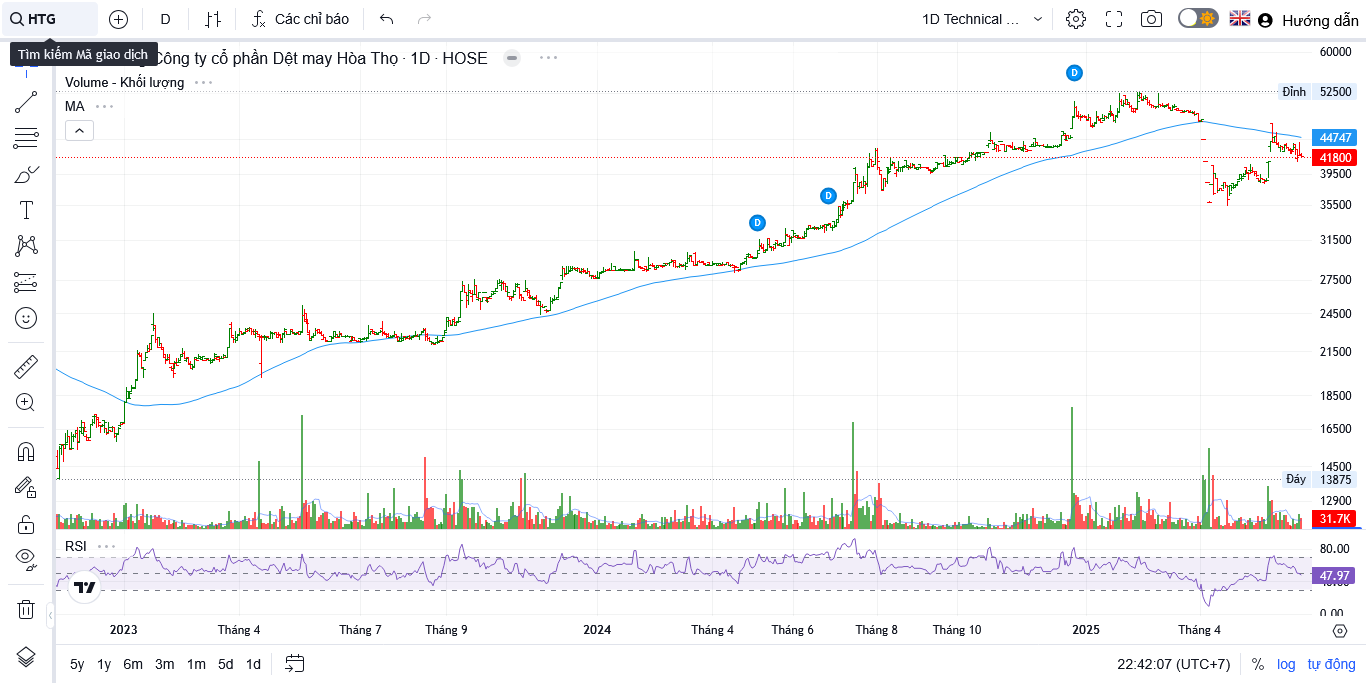 HTG
D
Các chỉ báo
1D Technical ...
Hướng dẫn
Tìm kiếm Mã giao dịch
Công ty cổ phần Dệt may Hòa Thọ · 1D · HOSE
Volume - Khối lượng
MA
D
D
D
60000
Đỉnh 52500
44747
41800
39500
35500
31500
27500
24500
21500
18500
16500
14500
Đáy 13875
12900
31.7K
RSI
80.00
47.97
0.00
2023 Tháng 4 Tháng 7 Tháng 9 2024 Tháng 4 Tháng 6 Tháng 8 Tháng 10 2025 Tháng 4
5y 1y 6m 3m 1m 5d 1d
22:42:07 (UTC+7) % log tự động